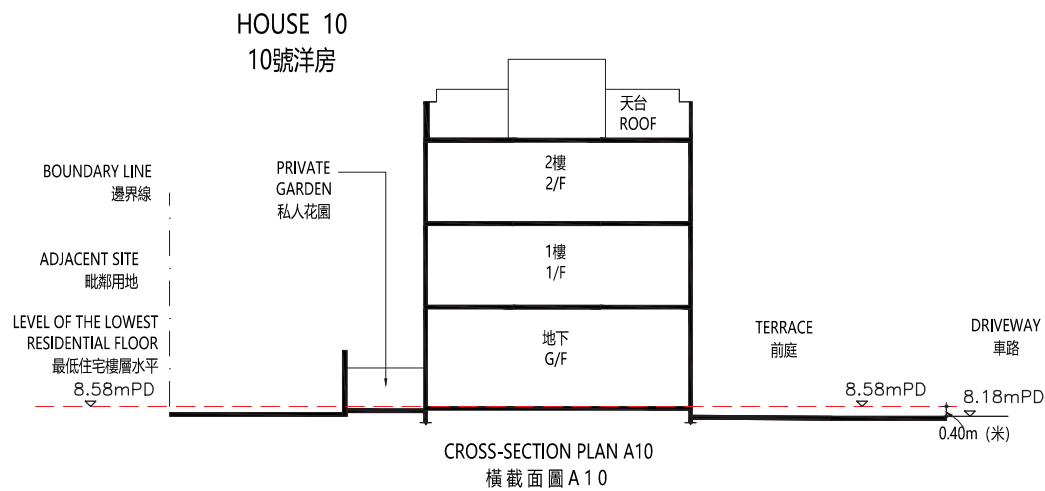 HOUSE 10
10號洋房
天台
ROOF
2樓
2/F
BOUNDARY LINE
邊界線
PRIVATE
GARDEN
私人花園
1樓
1/F
ADJACENT SITE
毗鄰用地
LEVEL OF THE LOWEST
RESIDENTIAL FLOOR
最低住宅樓層水平
8.58mPD
地下
G/F
TERRACE
前庭
DRIVEWAY
車路
8.58mPD
8.18mPD
0.40m (米)
CROSS-SECTION PLAN A10
橫截面圖A10